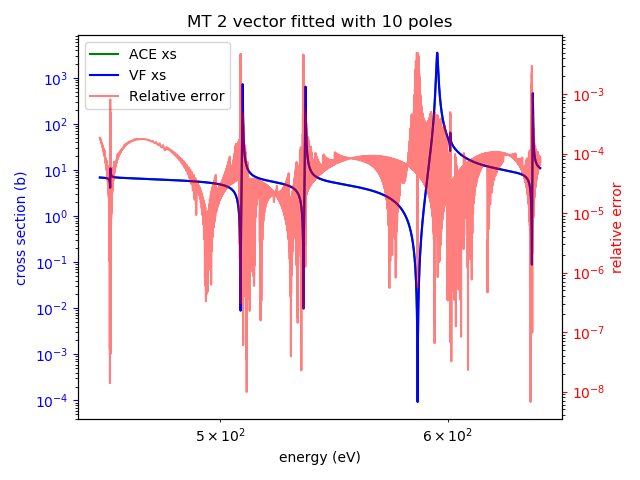 MT 2 vector fitted with 10 poles
ACE xs
VF xs
Relative error
cross section (b)
10³
10²
10¹
10⁰
10⁻¹
10⁻²
10⁻³
10⁻⁴
10⁻³
10⁻⁴
10⁻⁵
10⁻⁶
10⁻⁷
10⁻⁸
relative error
5 × 10² 6 × 10²
energy (eV)